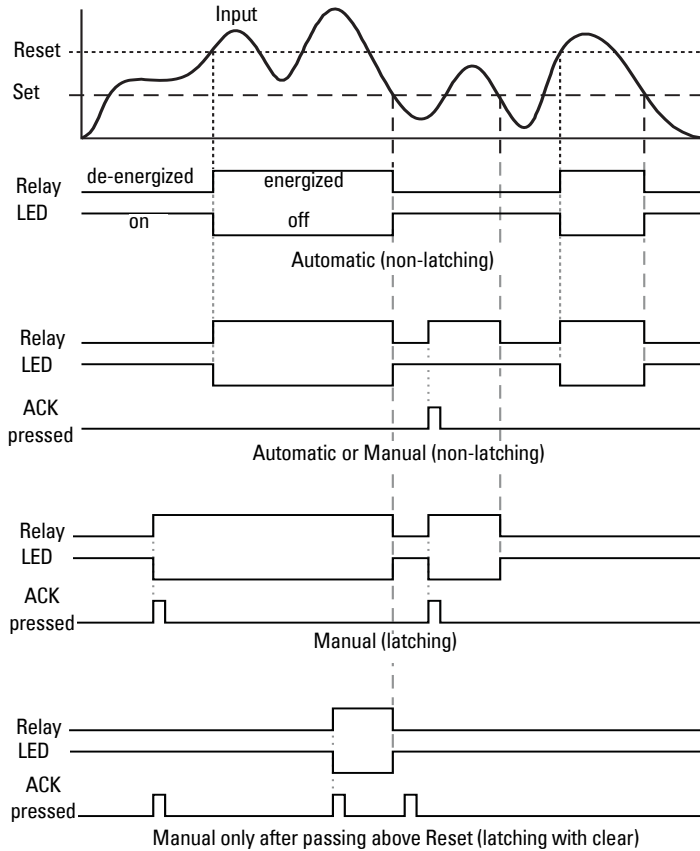 Input
Reset
Set
de-energized energized
Relay
LED
on off
Automatic (non-latching)
Relay
LED
ACK
pressed
Automatic or Manual (non-latching)
Relay
LED
ACK
pressed
Manual (latching)
Relay
LED
ACK
pressed
Manual only after passing above Reset (latching with clear)